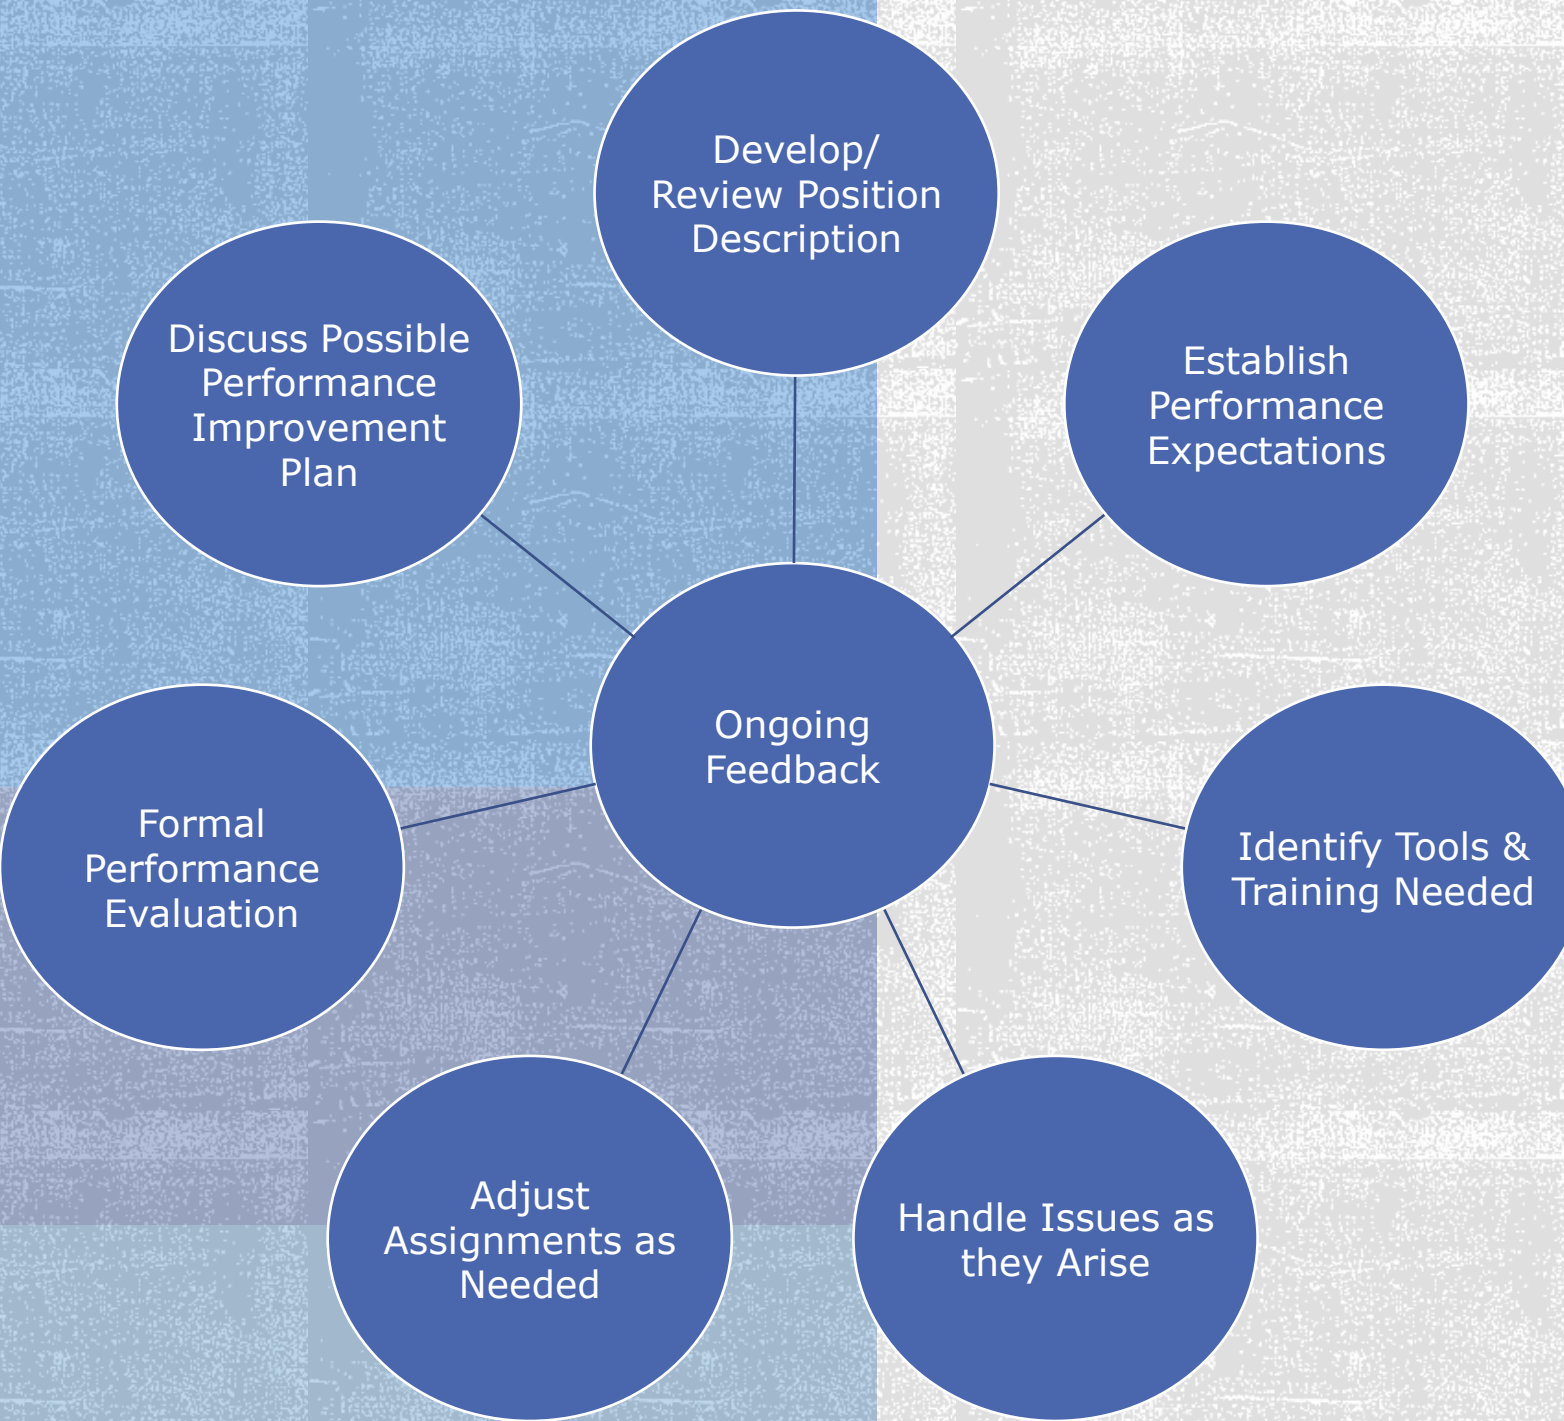 Develop/
Review Position
Description
Establish
Performance
Expectations
Identify Tools &
Training Needed
Handle Issues as
they Arise
Adjust
Assignments as
Needed
Formal
Performance
Evaluation
Discuss Possible
Performance
Improvement
Plan
Ongoing
Feedback